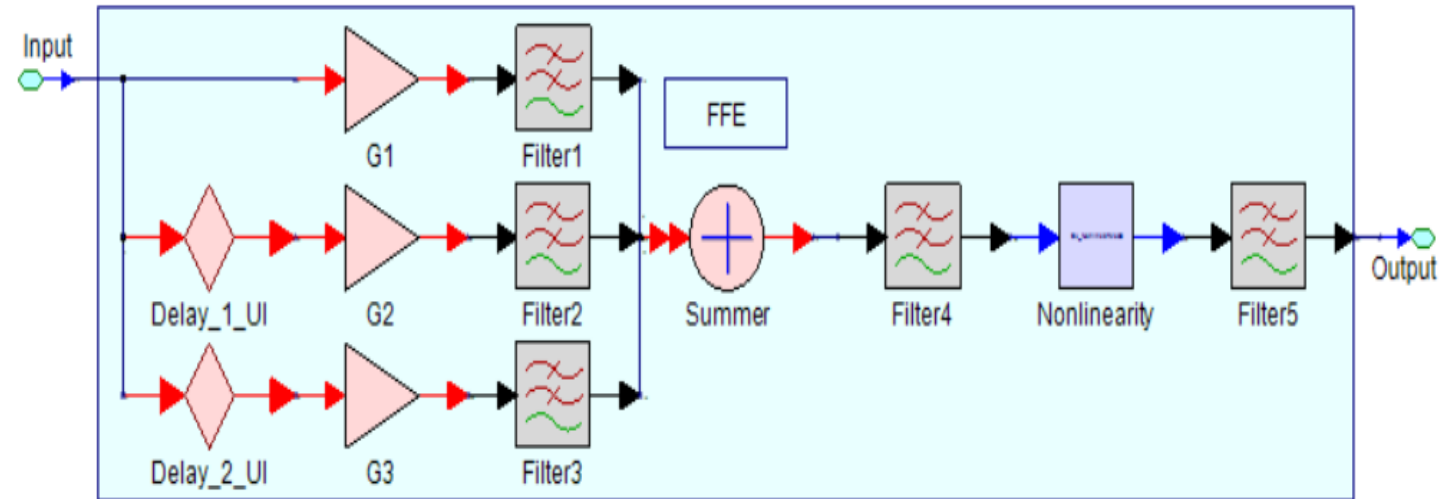 Input
FFE
G1
Filter1
Delay_1_UI
G2
Filter2
Summer
Filter4
Nonlinearity
Filter5
Output
Delay_2_UI
G3
Filter3